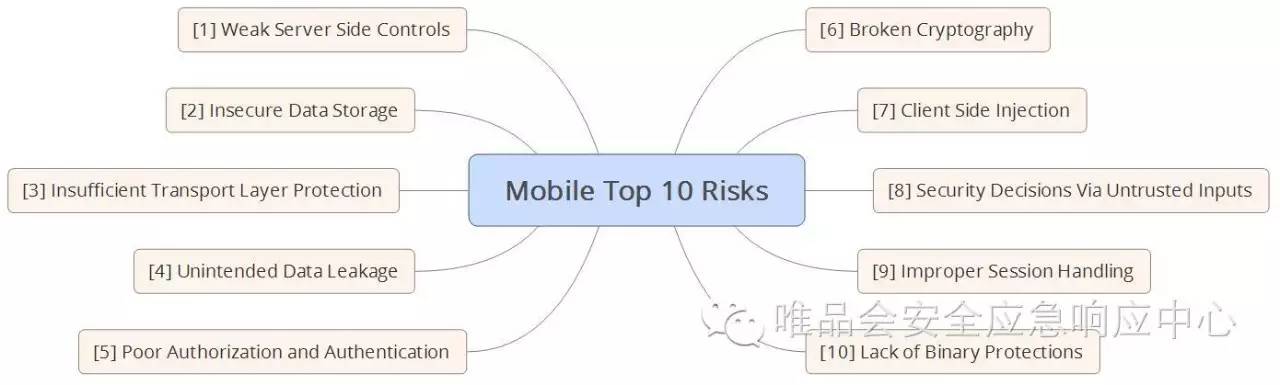 [1] Weak Server Side Controls
[2] Insecure Data Storage
[3] Insufficient Transport Layer Protection
[4] Unintended Data Leakage
[5] Poor Authorization and Authentication
Mobile Top 10 Risks
[6] Broken Cryptography
[7] Client Side Injection
[8] Security Decisions Via Untrusted Inputs
[9] Improper Session Handling
[10] Lack of Binary Protections
唯品会安全应急响应中心